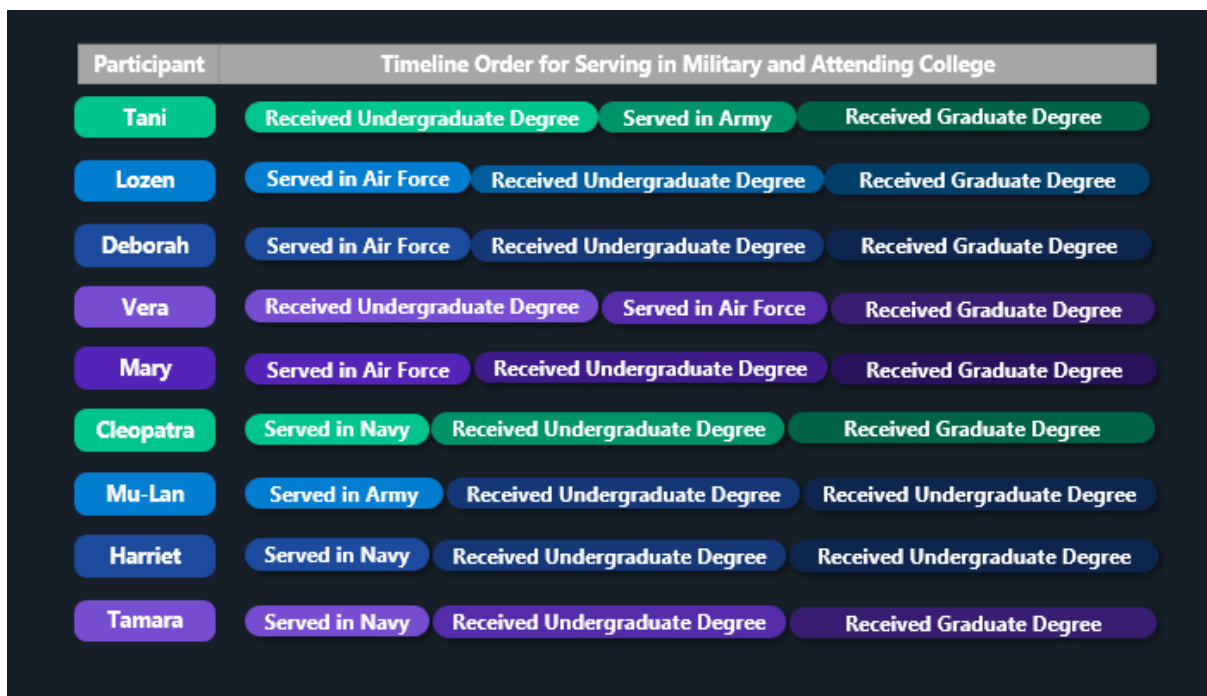 Participant Timeline Order for Serving in Military and Attending College
Tani Received Undergraduate Degree Served in Army Received Graduate Degree
Lozen Served in Air Force Received Undergraduate Degree Received Graduate Degree
Deborah Served in Air Force Received Undergraduate Degree Received Graduate Degree
Vera Received Undergraduate Degree Served in Air Force Received Graduate Degree
Mary Served in Air Force Received Undergraduate Degree Received Graduate Degree
Cleopatra Served in Navy Received Undergraduate Degree Received Graduate Degree
Mu-Lan Served in Army Received Undergraduate Degree Received Undergraduate Degree
Harriet Served in Navy Received Undergraduate Degree Received Undergraduate Degree
Tamara Served in Navy Received Undergraduate Degree Received Graduate Degree